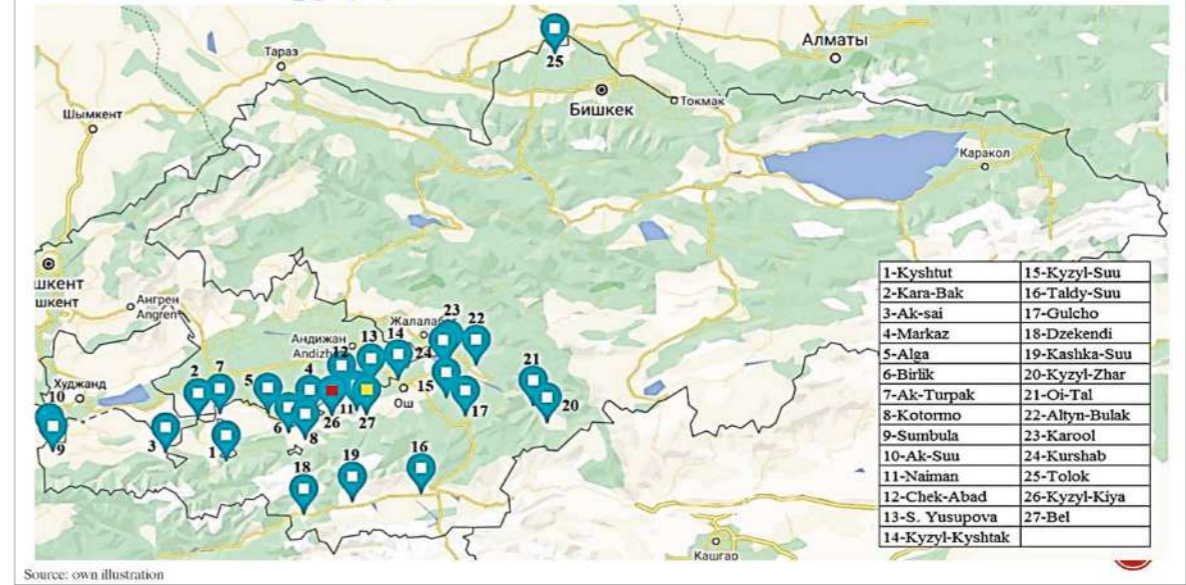 25
Алматы
Тараз
Бишкек
Токмак
Шымкент
Каракол
шкент
шкент
Ангрен
Angren
Андижан
Andizh
Жалалаб
23
22
13
14
12
24
Худжанд
10
2
7
5
4
15
21
Ош
11
26
27
17
20
6
8
9
3
1
18
19
16
Кашгар
1-Kyshtut 15-Kyzyl-Suu
2-Kara-Bak 16-Taldy-Suu
3-Ak-sai 17-Gulcho
4-Markaz 18-Dzekendi
5-Alga 19-Kashka-Suu
6-Birlik 20-Kyzyl-Zhar
7-Ak-Turpak 21-Oi-Tal
8-Kotormo 22-Altyn-Bulak
9-Sumbula 23-Karool
10-Ak-Suu 24-Kurshab
11-Naiman 25-Tolok
12-Chek-Abad 26-Kyzyl-Kiya
13-S. Yusupova 27-Bel
14-Kyzyl-Kyshtak
Source: own illustration